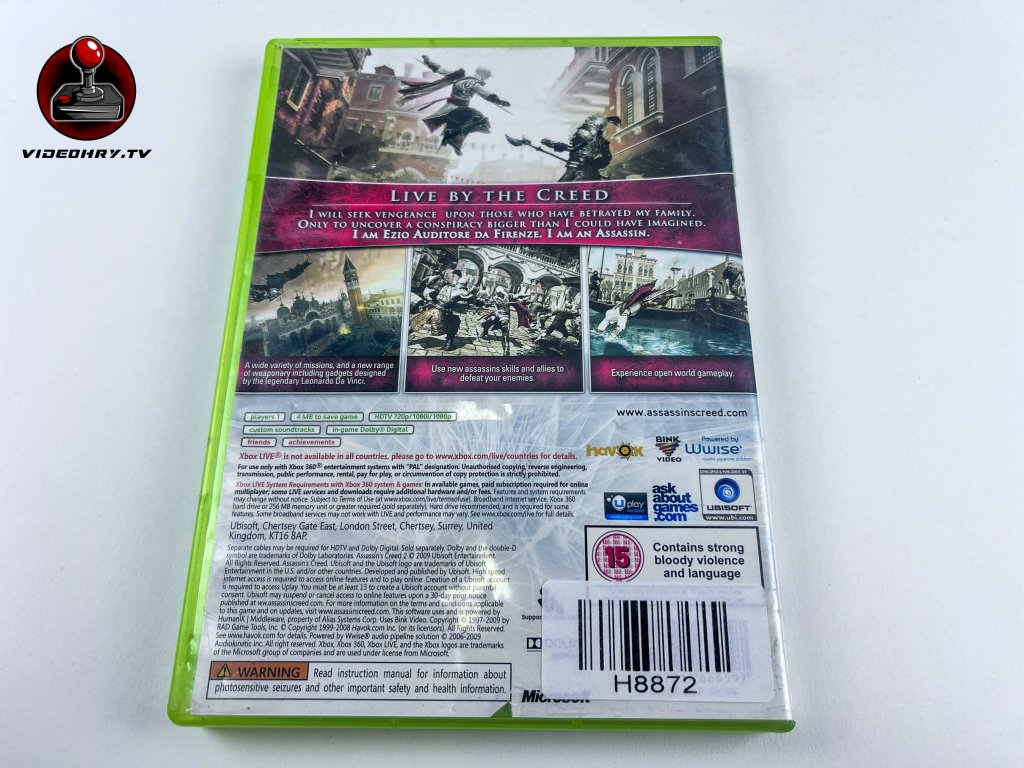 VIDEOHRY.TV
LIVE BY THE CREED
I WILL SEEK VENGEANCE UPON THOSE WHO HAVE BETRAYED MY FAMILY.
ONLY TO UNCOVER A CONSPIRACY BIGGER THAN I COULD HAVE IMAGINED.
I AM EZIO AUDITORE DA FIRENZE. I AM AN ASSASSIN.
A wide variety of missions, and a new range
of weaponary including gadgets designed
by the legendary Leonardo Da Vinci.
Use new assassins skills and allies to
defeat your enemies.
Experience open world gameplay.
players 1
4 MB to save game
HDTV 720p/1080i/1080p
custom soundtracks
in-game Dolby® Digital
friends
achievements
www.assassinscreed.com
Xbox LIVE® is not available in all countries, please go to www.xbox.com/live/countries for details.
For use only with Xbox 360® entertainment systems with "PAL" designation. Unauthorised copying, reverse engineering,
transmission, public performance, rental, pay for play, or circumvention of copy protection is strictly prohibited.
Xbox LIVE System Requirements with Xbox 360 system & games: In available games, paid subscription required for online
multiplayer; some LIVE services and downloads require additional hardware and/or fees. Features and system requirements
may change without notice. Subject to Terms of Use (at www.xbox.com/live/termsofuse). Broadband Internet service, Xbox 360
hard drive or 256 MB memory unit or greater required (sold separately). Hard drive recommended, and is required for some
features. Some broadband services may not work with LIVE and performance may vary. See www.xbox.com/live for full details.
havok
BINK
VIDEO
Powered by
Wwise®
audio pipeline solution
Uplay
ask
about
games
.com
DEVELOPED & PUBLISHED BY
UBISOFT
www.ubi.com
Ubisoft, Chertsey Gate East, London Street, Chertsey, Surrey, United
Kingdom, KT16 8AP.
Separate cables may be required for HDTV and Dolby Digital. Sold separately. Dolby and the double-D
symbol are trademarks of Dolby Laboratories. Assassin's Creed 2 © 2009 Ubisoft Entertainment.
All Rights Reserved. Assassin's Creed, Ubisoft and the Ubisoft logo are trademarks of Ubisoft
Entertainment in the U.S. and/or other countries. Developed and published by Ubisoft. High speed
internet access is required to access online features and to play online. Creation of a Ubisoft account
is required to access Uplay. You must be at least 13 to create a Ubisoft account without parental
consent. Ubisoft may suspend or cancel access to online features upon a 30-day prior notice
published at ww.assassinscreed.com. For more information on the terms and conditions applicable
to this game and on updates, visit www.assassinscreed.com. This software uses and is powered by
HumanIK | Middleware, property of Alias Systems Corp. Uses Bink Video. Copyright © 1997-2009 by
RAD Game Tools, Inc. © Copyright 1999-2008 Havok.com Inc. (or its licensors). All Rights Reserved.
See www.havok.com for details. Powered by Wwise® audio pipeline solution © 2006-2009
Audiokinetic Inc. All rights reserved. Xbox, Xbox 360, Xbox LIVE, and the Xbox logos are trademarks
of the Microsoft group of companies and are used under license from Microsoft.
15
Contains strong
bloody violence
and language
H8872
WARNING Read instruction manual for information about
photosensitive seizures and other important safety and health information.
Microsoft